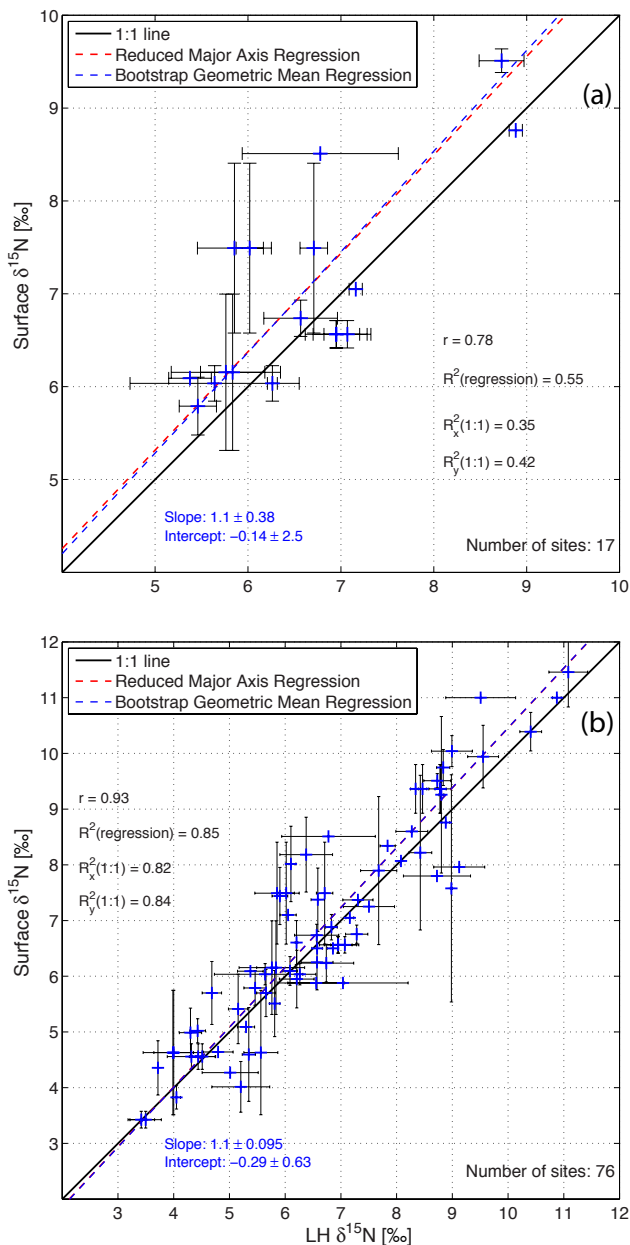 10
1:1 line
Reduced Major Axis Regression
Bootstrap Geometric Mean Regression
(a)
9
8
7
6
5
Surface δ¹⁵N [‰]
r = 0.78
R²(regression) = 0.55
Rₓ²(1:1) = 0.35
Rᵧ²(1:1) = 0.42
Slope: 1.1 ± 0.38
Intercept: −0.14 ± 2.5
Number of sites: 17
5 6 7 8 9 10
12
1:1 line
Reduced Major Axis Regression
Bootstrap Geometric Mean Regression
(b)
11
10
9
8
7
6
5
4
3
Surface δ¹⁵N [‰]
r = 0.93
R²(regression) = 0.85
Rₓ²(1:1) = 0.82
Rᵧ²(1:1) = 0.84
Slope: 1.1 ± 0.095
Intercept: −0.29 ± 0.63
Number of sites: 76
3 4 5 6 7 8 9 10 11 12
LH δ¹⁵N [‰]